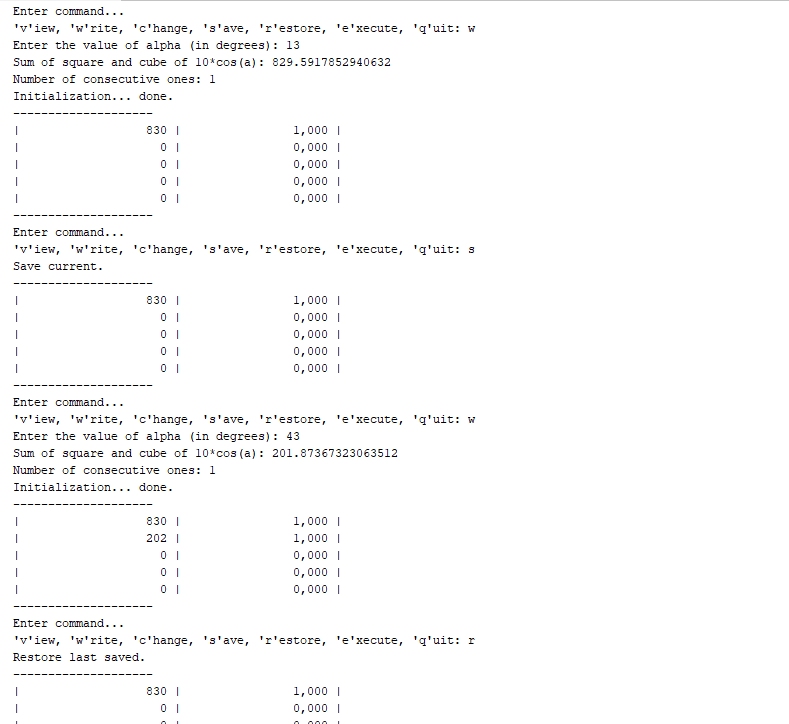 Enter command...
'v'iew, 'w'rite, 'c'hange, 's'ave, 'r'estore, 'e'xecute, 'q'uit: w
Enter the value of alpha (in degrees): 13
Sum of square and cube of 10*cos(a): 829.5917852940632
Number of consecutive ones: 1
Initialization... done.
--------------------
| 830 | 1,000 |
| 0 | 0,000 |
| 0 | 0,000 |
| 0 | 0,000 |
| 0 | 0,000 |
--------------------
Enter command...
'v'iew, 'w'rite, 'c'hange, 's'ave, 'r'estore, 'e'xecute, 'q'uit: s
Save current.
--------------------
| 830 | 1,000 |
| 0 | 0,000 |
| 0 | 0,000 |
| 0 | 0,000 |
| 0 | 0,000 |
--------------------
Enter command...
'v'iew, 'w'rite, 'c'hange, 's'ave, 'r'estore, 'e'xecute, 'q'uit: w
Enter the value of alpha (in degrees): 43
Sum of square and cube of 10*cos(a): 201.87367323063512
Number of consecutive ones: 1
Initialization... done.
--------------------
| 830 | 1,000 |
| 202 | 1,000 |
| 0 | 0,000 |
| 0 | 0,000 |
| 0 | 0,000 |
--------------------
Enter command...
'v'iew, 'w'rite, 'c'hange, 's'ave, 'r'estore, 'e'xecute, 'q'uit: r
Restore last saved.
--------------------
| 830 | 1,000 |
| 0 | 0,000 |